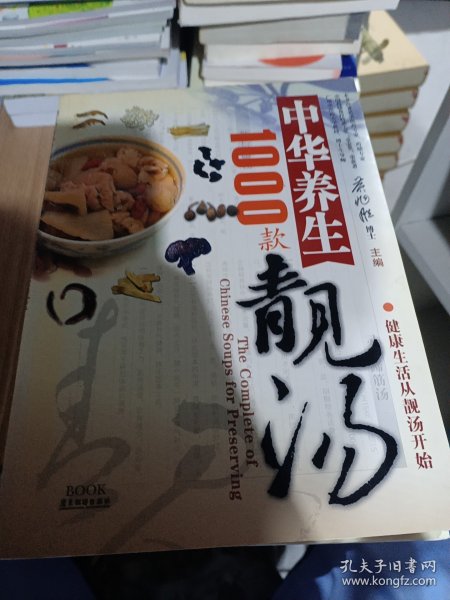 中华养生
1000款
靓汤
The Complete of
Chinese Soups for Preserving
博士 主编
健康生活从靓汤开始
BOOK
孔夫子旧书网
www.kongfz.com